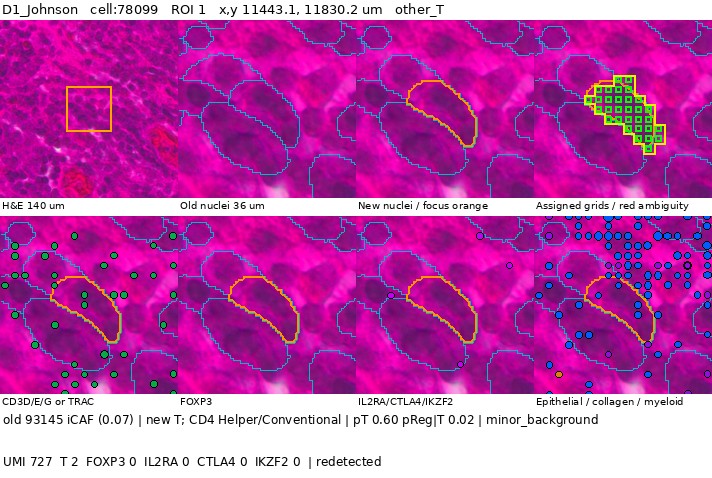 D1_Johnson cell:78099 ROI 1 x,y 11443.1, 11830.2 um other_T
H&E 140 um
Old nuclei 36 um
New nuclei / focus orange
Assigned grids / red ambiguity
CD3D/E/G or TRAC
FOXP3
IL2RA/CTLA4/IKZF2
Epithelial / collagen / myeloid
old 93145 iCAF (0.07) | new T; CD4 Helper/Conventional | pT 0.60 pReg|T 0.02 | minor_background
UMI 727 T 2 FOXP3 0 IL2RA 0 CTLA4 0 IKZF2 0 | redetected